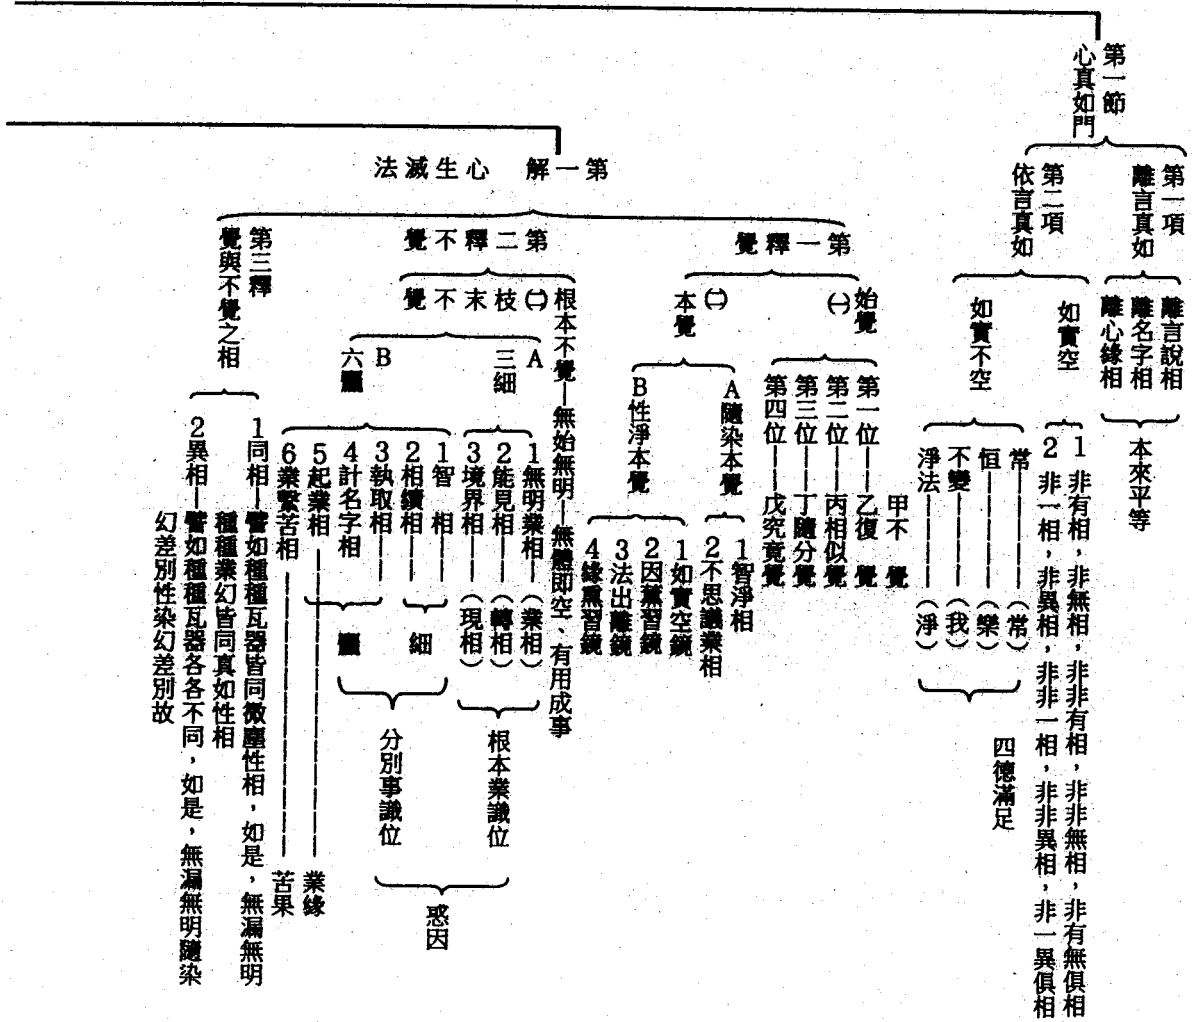 第一節
心真如門
第一項
離言真如
離言說相
離名字相
離心緣相
本來平等
第二項
依言真如
如實空
1 非有相，非無相，非非有相，非非無相，非有無俱相
2 非一相，非異相，非非一相，非非異相，非一異俱相
如實不空
常——（常）
恒——（樂）
不變——（我）
淨法——（淨）
四德滿足
第一解 心生滅法
第一釋覺
㈠始覺
甲不覺
第一位——乙復覺
第二位——丙相似覺
第三位——丁隨分覺
第四位——戊究竟覺
㈡本覺
A隨染本覺
1智淨相
2不思議業相
B性淨本覺
1如實空鏡
2因薰習鏡
3法出離鏡
4緣熏習鏡
第二釋不覺
根本不覺—無始無明—無體即空、有用成事
㈡枝末不覺
A三細
1無明業相——（業相）
2能見相——（轉相）
3境界相——（現相）
根本業識位
B六麤
1智相
2相續相
細
3執取相
4計名字相
麤
分別事識位
惑因
5起業相——業緣
6業繫苦相——苦果
第三釋
覺與不覺之相
1同相—譬如種種瓦器皆同微塵性相，如是，無漏無明
種種業幻皆同真如性相
2異相—譬如種種瓦器各各不同，如是，無漏無明隨染
幻差別性染幻差別故